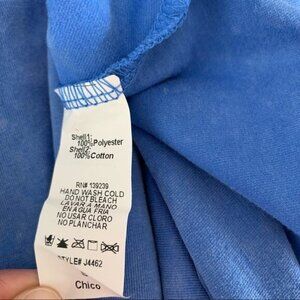 Shell1:
100%Polyester
Shell2:
100%Cotton
RN# 139239
HAND WASH COLD
DO NOT BLEACH
LAVAR A MANO
EN AGUA FRIA
NO USAR CLORO
NO PLANCHAR
STYLE# J4462
Chico